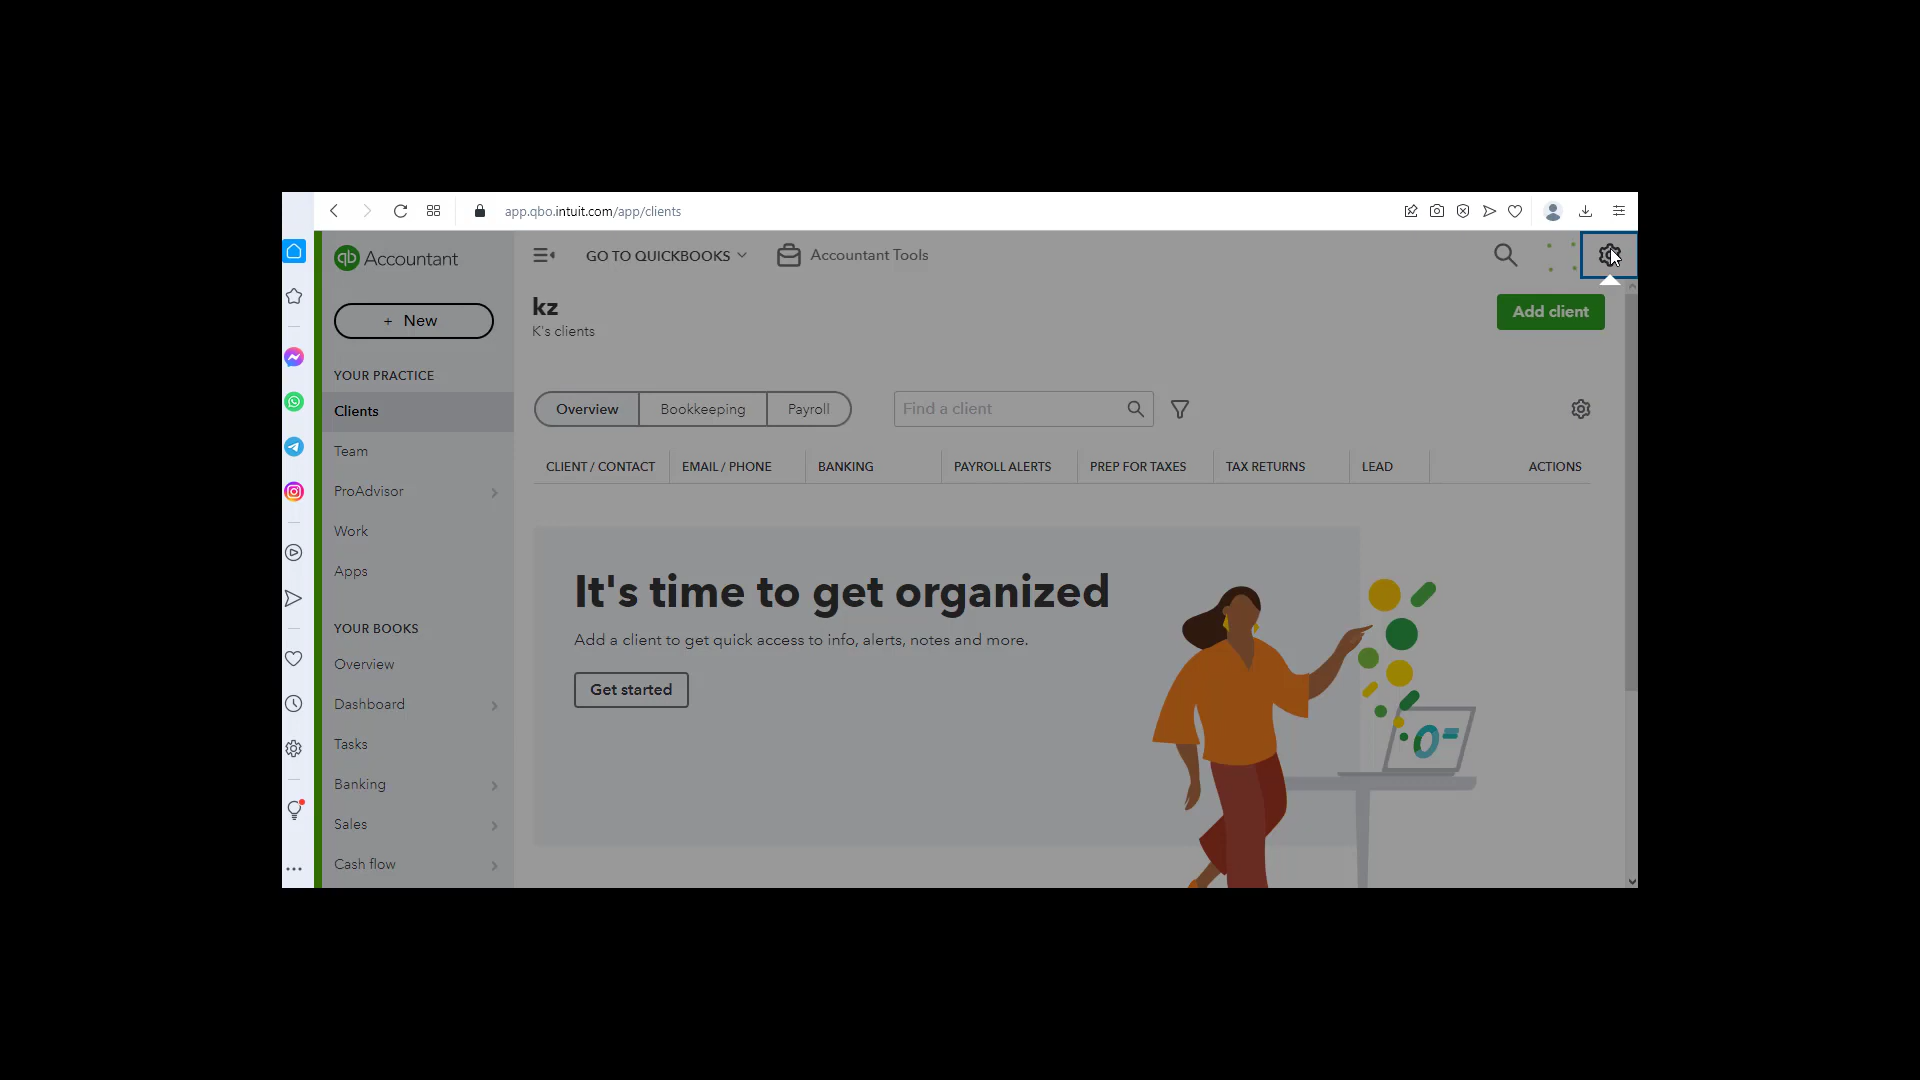 app.qbo.intuit.com/app/clients
qb Accountant
GO TO QUICKBOOKS
Accountant Tools
+ New
kz
K's clients
Add client
YOUR PRACTICE
Clients
Team
ProAdvisor
Work
Apps
YOUR BOOKS
Overview
Dashboard
Tasks
Banking
Sales
Cash flow
Overview
Bookkeeping
Payroll
Find a client
CLIENT / CONTACT
EMAIL / PHONE
BANKING
PAYROLL ALERTS
PREP FOR TAXES
TAX RETURNS
LEAD
ACTIONS
It's time to get organized
Add a client to get quick access to info, alerts, notes and more.
Get started